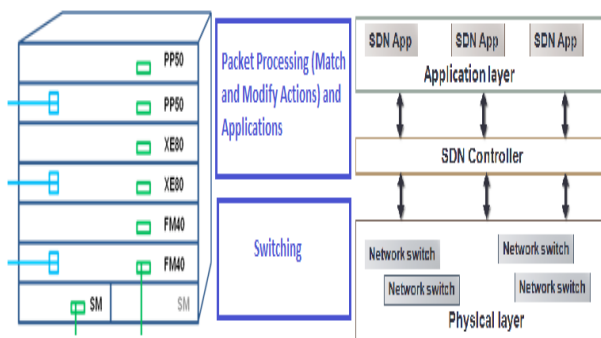 PP50
PP50
XE80
XE80
FM40
FM40
SM
SM
Packet Processing (Match
and Modify Actions) and
Applications
Switching
SDN App
SDN App
SDN App
Application layer
SDN Controller
Network switch
Network switch
Network switch
Network switch
Physical layer